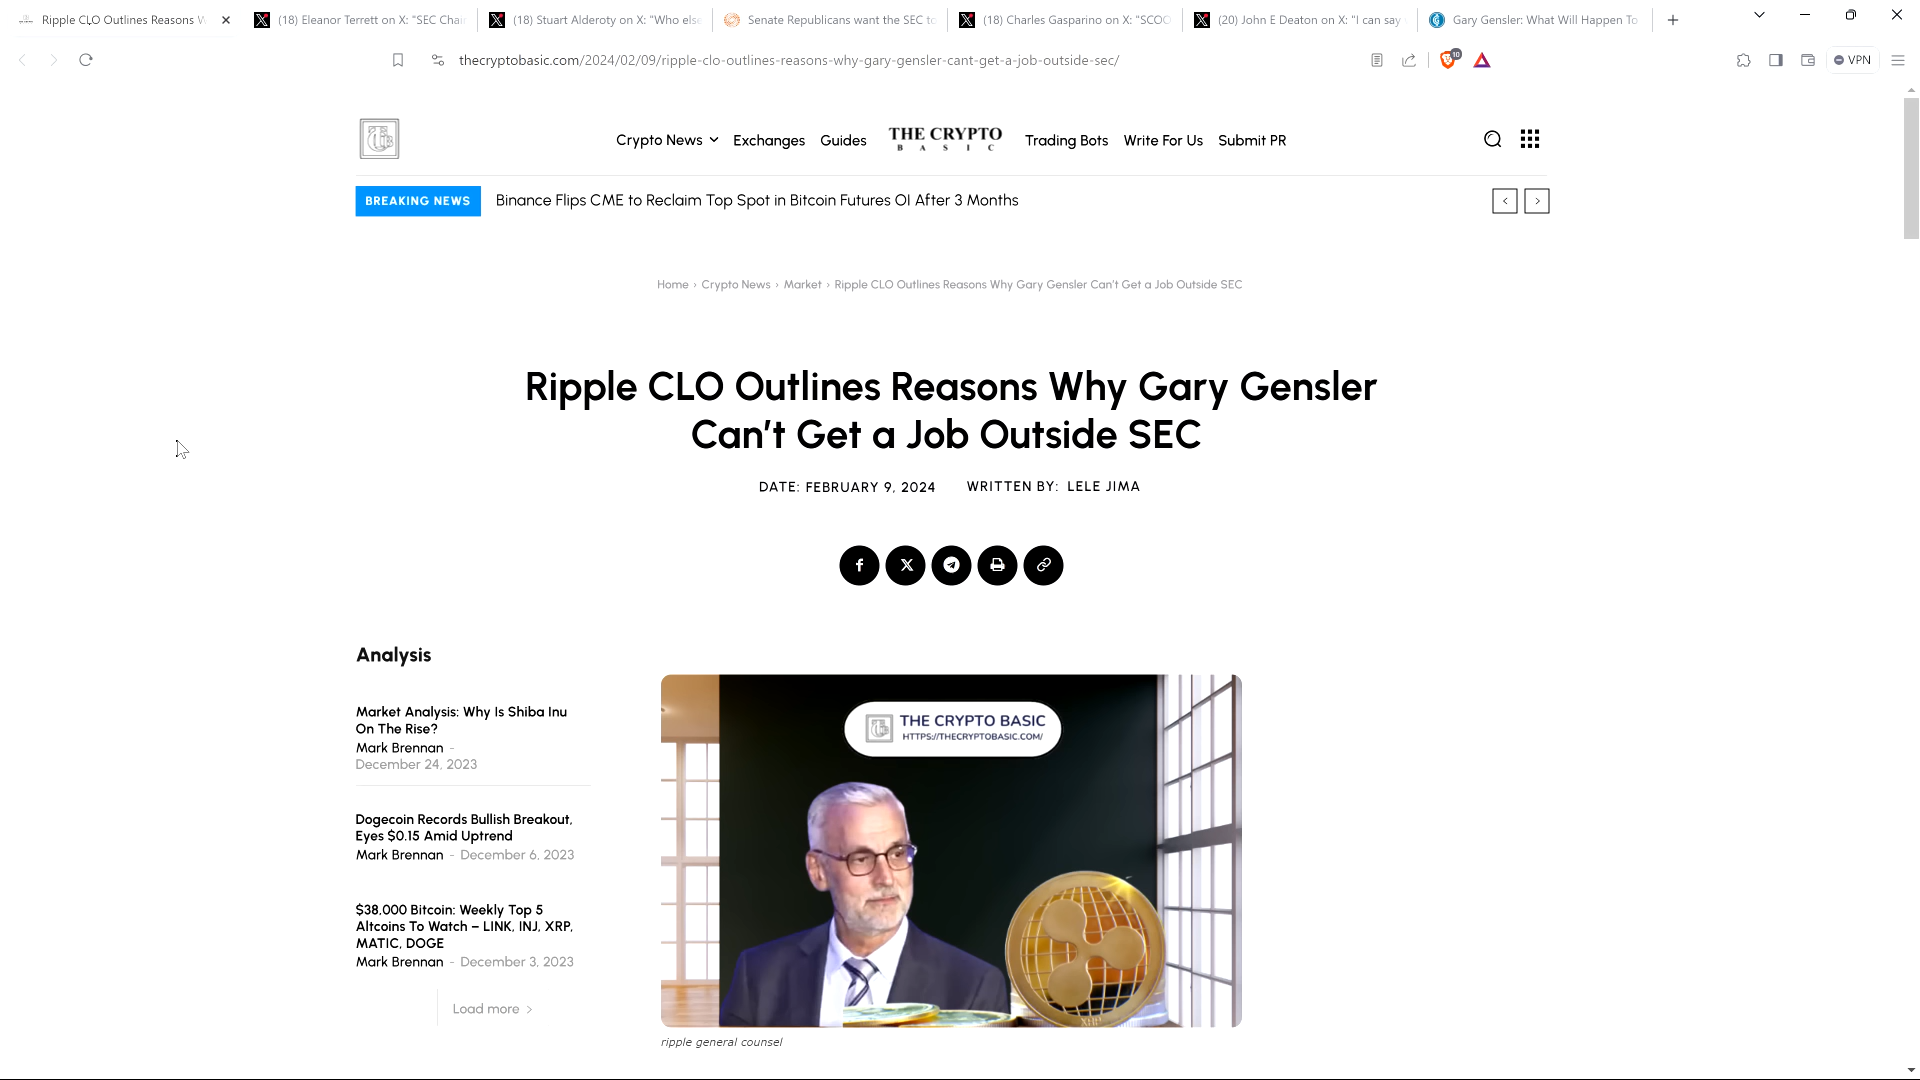 Ripple CLO Outlines Reasons W
(18) Eleanor Terrett on X: "SEC Chai
(18) Stuart Alderoty on X: "Who else
Senate Republicans want the SEC to
(18) Charles Gasparino on X: "SCOO
(20) John E Deaton on X: "I can say
Gary Gensler: What Will Happen To
thecryptobasic.com/2024/02/09/ripple-clo-outlines-reasons-why-gary-gensler-cant-get-a-job-outside-sec/
10
VPN
Crypto News
Exchanges
Guides
THE CRYPTO
BASIC
Trading Bots
Write For Us
Submit PR
BREAKING NEWS
Binance Flips CME to Reclaim Top Spot in Bitcoin Futures OI After 3 Months
Home › Crypto News › Market › Ripple CLO Outlines Reasons Why Gary Gensler Can't Get a Job Outside SEC
Ripple CLO Outlines Reasons Why Gary Gensler
Can't Get a Job Outside SEC
DATE: FEBRUARY 9, 2024 WRITTEN BY: LELE JIMA
Analysis
Market Analysis: Why Is Shiba Inu
On The Rise?
Mark Brennan -
December 24, 2023
Dogecoin Records Bullish Breakout,
Eyes $0.15 Amid Uptrend
Mark Brennan - December 6, 2023
$38,000 Bitcoin: Weekly Top 5
Altcoins To Watch – LINK, INJ, XRP,
MATIC, DOGE
Mark Brennan - December 3, 2023
Load more
THE CRYPTO BASIC
HTTPS://THECRYPTOBASIC.COM/
XRP
ripple general counsel